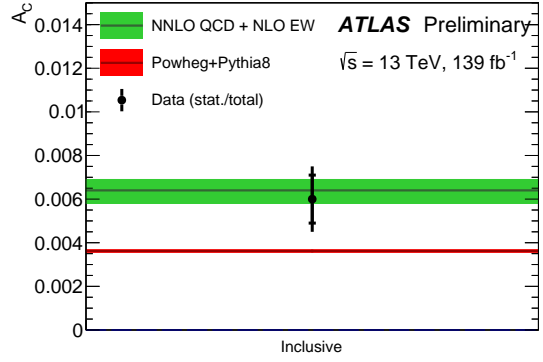 A_C
0.014
0.012
0.01
0.008
0.006
0.004
0.002
0
NNLO QCD + NLO EW
Powheg+Pythia8
Data (stat./total)
ATLAS Preliminary
√s = 13 TeV, 139 fb⁻¹
Inclusive